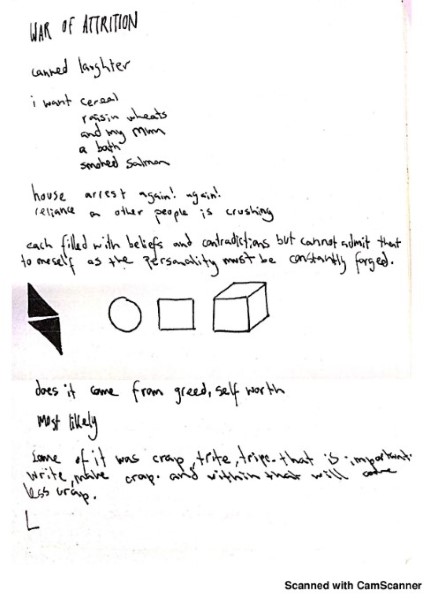 WAR OF ATTRITION
canned laughter
i want cereal
raisin wheats
and my mum
a bath
smoked salmon
house arrest again! again!
reliance on other people is crushing
each filled with beliefs and contradictions but cannot admit that
to meself as the personality must be constantly forged.
does it come from greed, self worth
most likely
some of it was crap, trite, tripe. that is important.
write, make crap. and within that will come
less crap.
L
Scanned with CamScanner